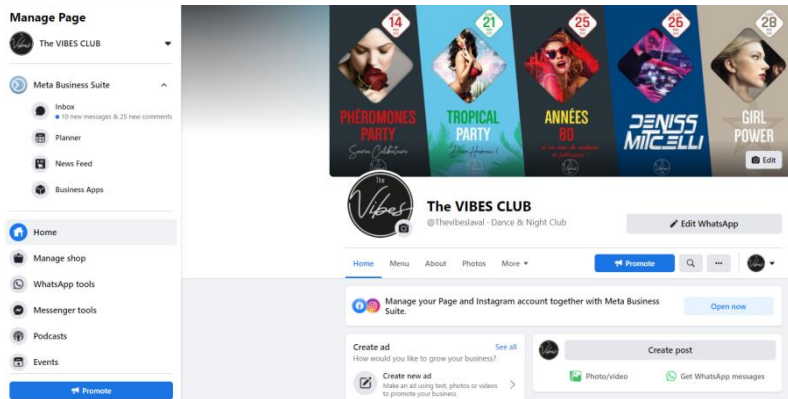 Manage Page
The VIBES CLUB
Meta Business Suite
Inbox
10 new messages & 25 new comments
Planner
News Feed
Business Apps
Home
Manage shop
WhatsApp tools
Messenger tools
Podcasts
Events
Promote
14
21
25
26
28
PHÉROMONES
PARTY
Soirée Célibataire
TROPICAL
PARTY
ANNÉES
80
DENISS
MITCELLI
GIRL
POWER
Edit
The
Vibes
The VIBES CLUB
@Thevibeslaval · Dance & Night Club
Edit WhatsApp
Home
Menu
About
Photos
More
Promote
Manage your Page and Instagram account together with Meta Business
Suite.
Open now
Create ad
See all
How would you like to grow your business?
Create new ad
Make an ad using text, photos or videos
to promote your business.
Create post
Photo/video
Get WhatsApp messages